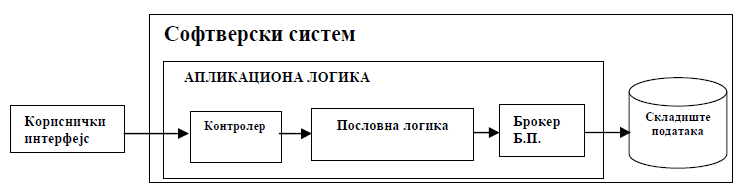 Софтверски систем
АПЛИКАЦИОНА ЛОГИКА
Кориснички
интерфејс
Контролер
Пословна логика
Брокер
Б.П.
Складиште
података